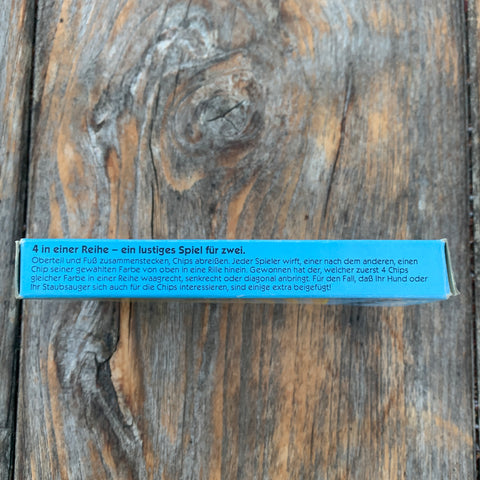 4 in einer Reihe – ein lustiges Spiel für zwei.
Oberteil und Fuß zusammenstecken, Chips abreißen. Jeder Spieler wirft, einer nach dem anderen, einen
Chip seiner gewählten Farbe von oben in eine Rille hinein. Gewonnen hat der, welcher zuerst 4 Chips
gleicher Farbe in einer Reihe waagrecht, senkrecht oder diagonal anbringt. Für den Fall, daß Ihr Hund oder
Ihr Staubsauger sich auch für die Chips interessieren, sind einige extra beigefügt!